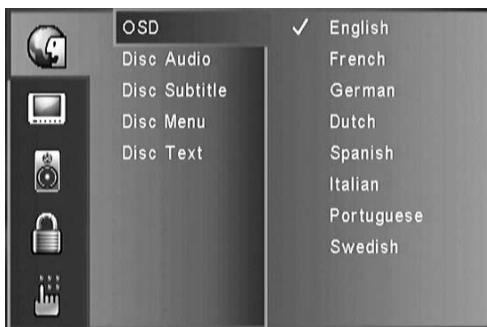 OSD
Disc Audio
Disc Subtitle
Disc Menu
Disc Text
✓ English
French
German
Dutch
Spanish
Italian
Portuguese
Swedish